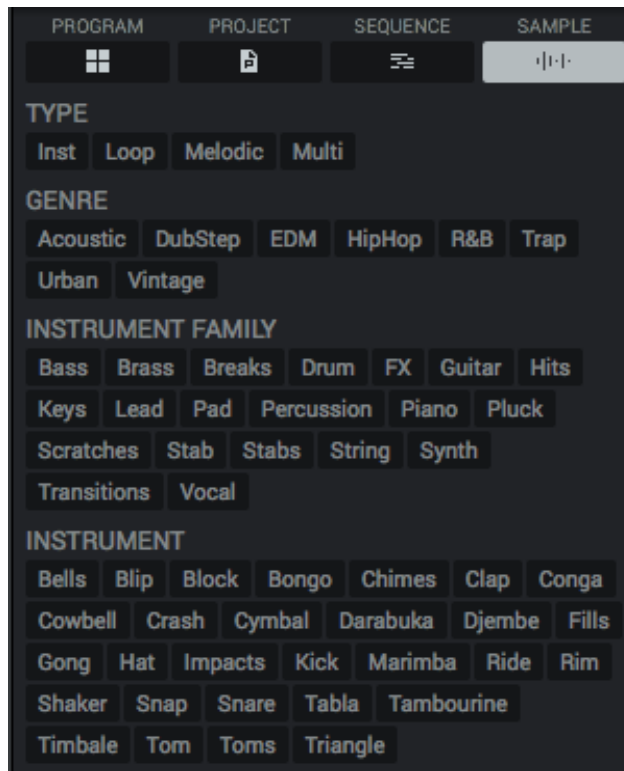 PROGRAM PROJECT SEQUENCE SAMPLE
TYPE
Inst Loop Melodic Multi
GENRE
Acoustic DubStep EDM HipHop R&B Trap
Urban Vintage
INSTRUMENT FAMILY
Bass Brass Breaks Drum FX Guitar Hits
Keys Lead Pad Percussion Piano Pluck
Scratches Stab Stabs String Synth
Transitions Vocal
INSTRUMENT
Bells Blip Block Bongo Chimes Clap Conga
Cowbell Crash Cymbal Darabuka Djembe Fills
Gong Hat Impacts Kick Marimba Ride Rim
Shaker Snap Snare Tabla Tambourine
Timbale Tom Toms Triangle